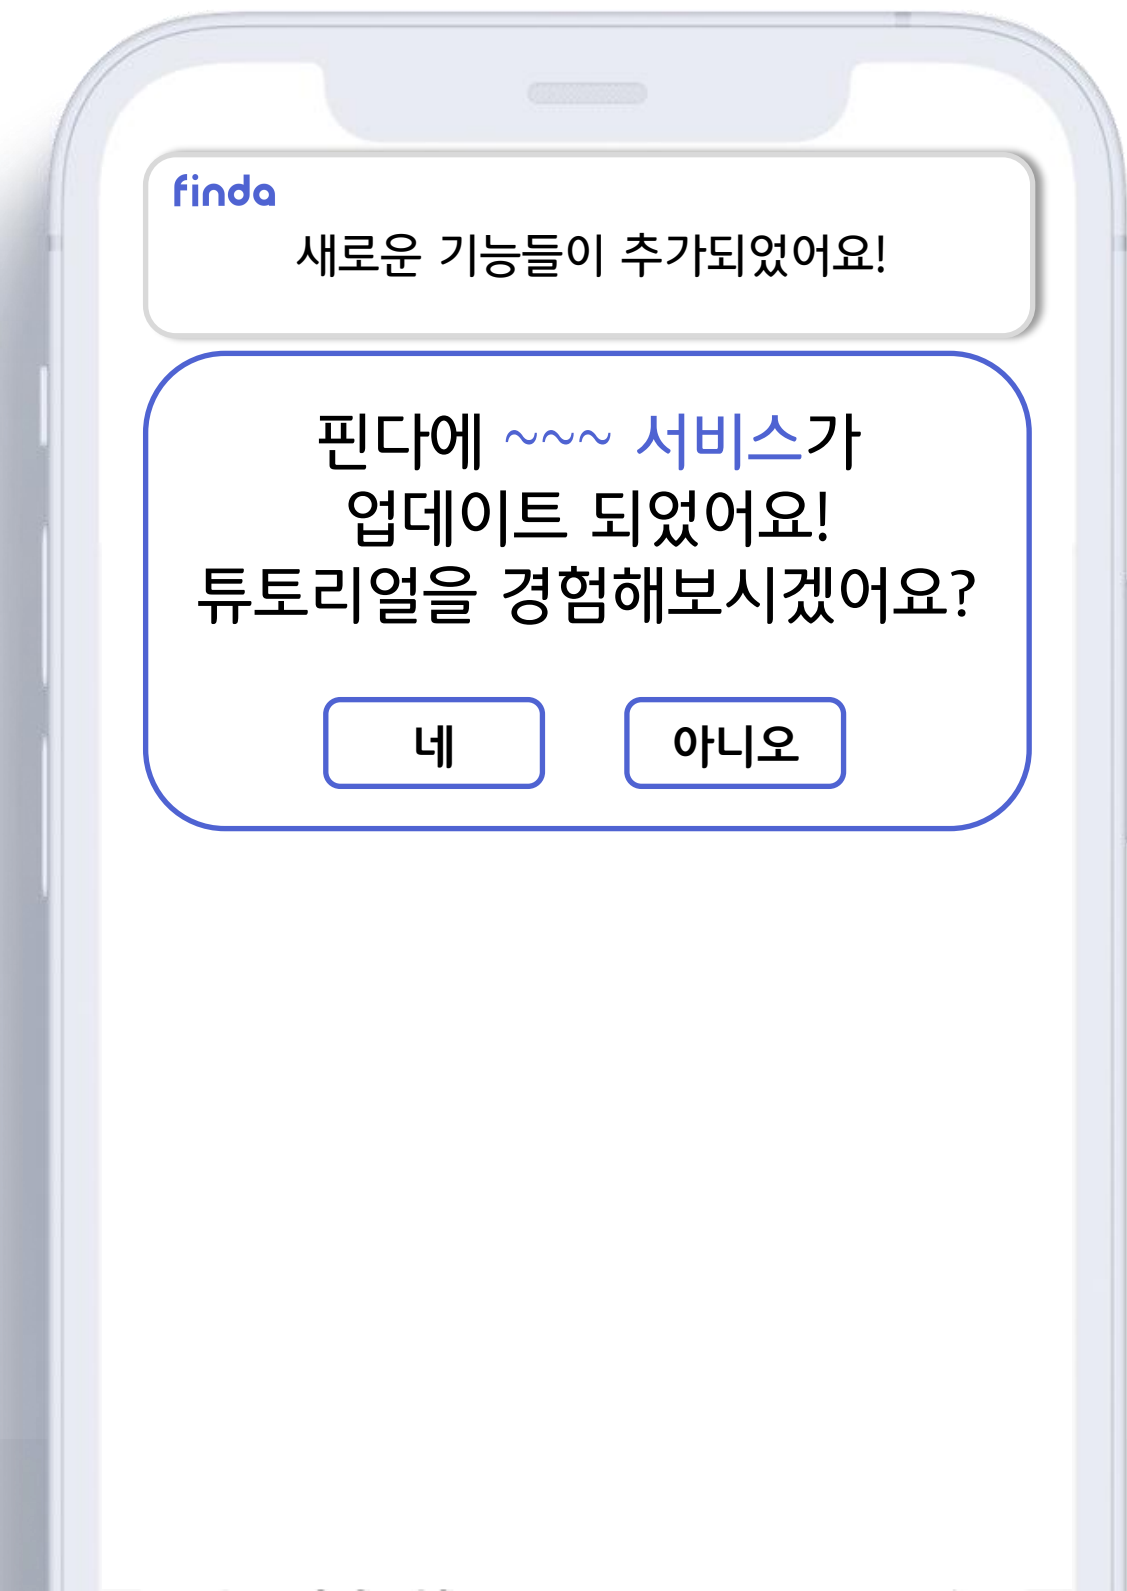 finda
새로운 기능들이 추가되었어요!
핀다에 ~~~ 서비스가
업데이트 되었어요!
튜토리얼을 경험해보시겠어요?
네 아니오